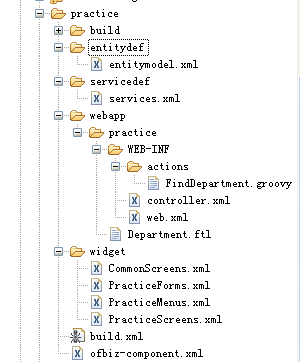 practice
build
entitydef
entitymodel.xml
servicedef
services.xml
webapp
practice
WEB-INF
actions
FindDepartment.groovy
controller.xml
web.xml
Department.ftl
widget
CommonScreens.xml
PracticeForms.xml
PracticeMenus.xml
PracticeScreens.xml
build.xml
ofbiz-component.xml